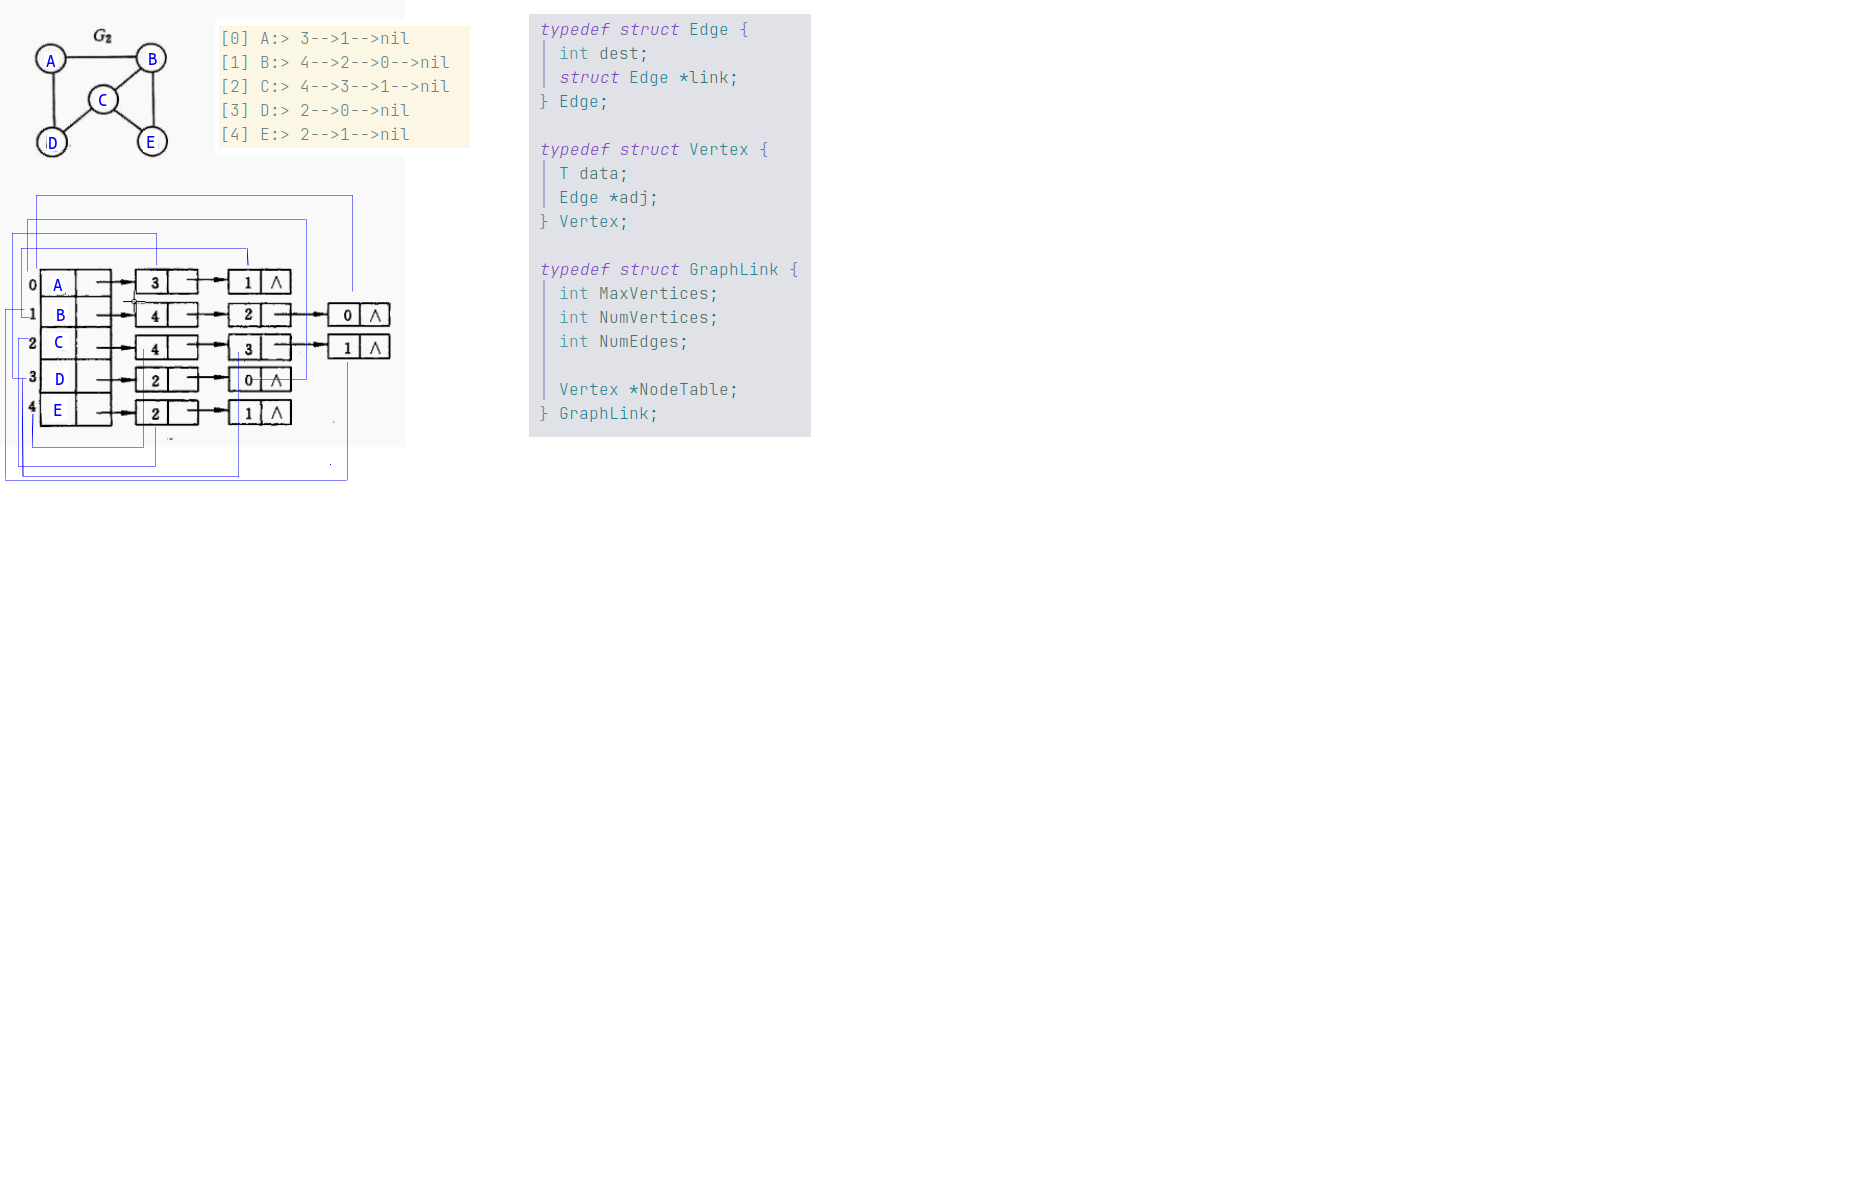 G₂
A
B
C
D
E
[0] A:> 3-->1-->nil
[1] B:> 4-->2-->0-->nil
[2] C:> 4-->3-->1-->nil
[3] D:> 2-->0-->nil
[4] E:> 2-->1-->nil
0 A 3 1 ∧
1 B 4 2 0 ∧
2 C 4 3 1 ∧
3 D 2 0 ∧
4 E 2 1 ∧
typedef struct Edge {
int dest;
struct Edge *link;
} Edge;
typedef struct Vertex {
T data;
Edge *adj;
} Vertex;
typedef struct GraphLink {
int MaxVertices;
int NumVertices;
int NumEdges;
Vertex *NodeTable;
} GraphLink;